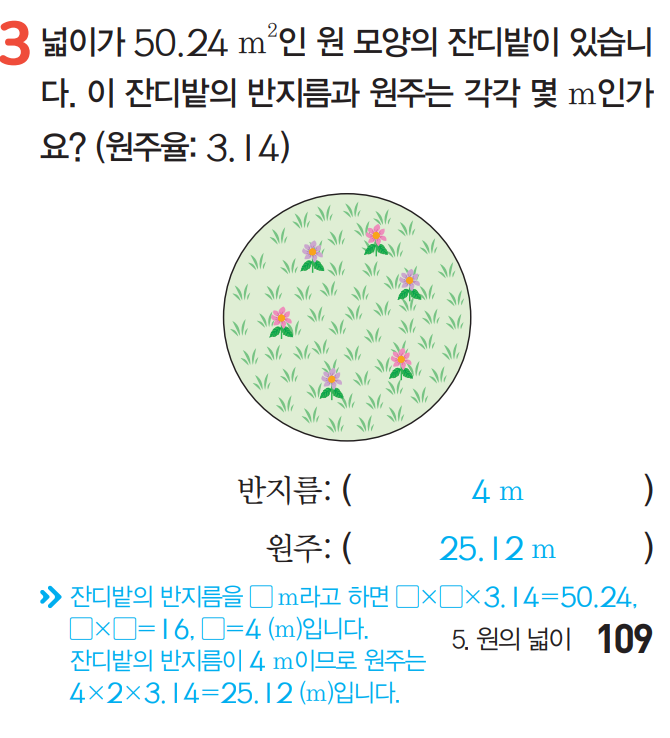 3 넓이가 50.24 m²인 원 모양의 잔디밭이 있습니
다. 이 잔디밭의 반지름과 원주는 각각 몇 m인가
요? (원주율: 3.14)
반지름: ( 4 m )
원주: ( 25.12 m )
» 잔디밭의 반지름을 □ m라고 하면 □×□×3.14=50.24,
□×□=16, □=4 (m)입니다.
잔디밭의 반지름이 4 m이므로 원주는
4×2×3.14=25.12 (m)입니다.
5. 원의 넓이 109